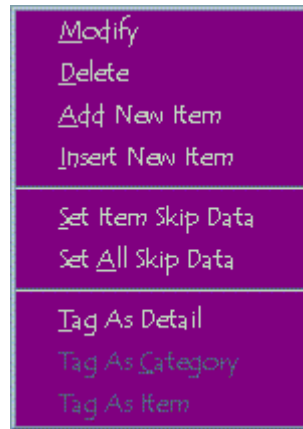 Modify
Delete
Add New Item
Insert New Item
Set Item Skip Data
Set All Skip Data
Tag As Detail
Tag As Category
Tag As Item